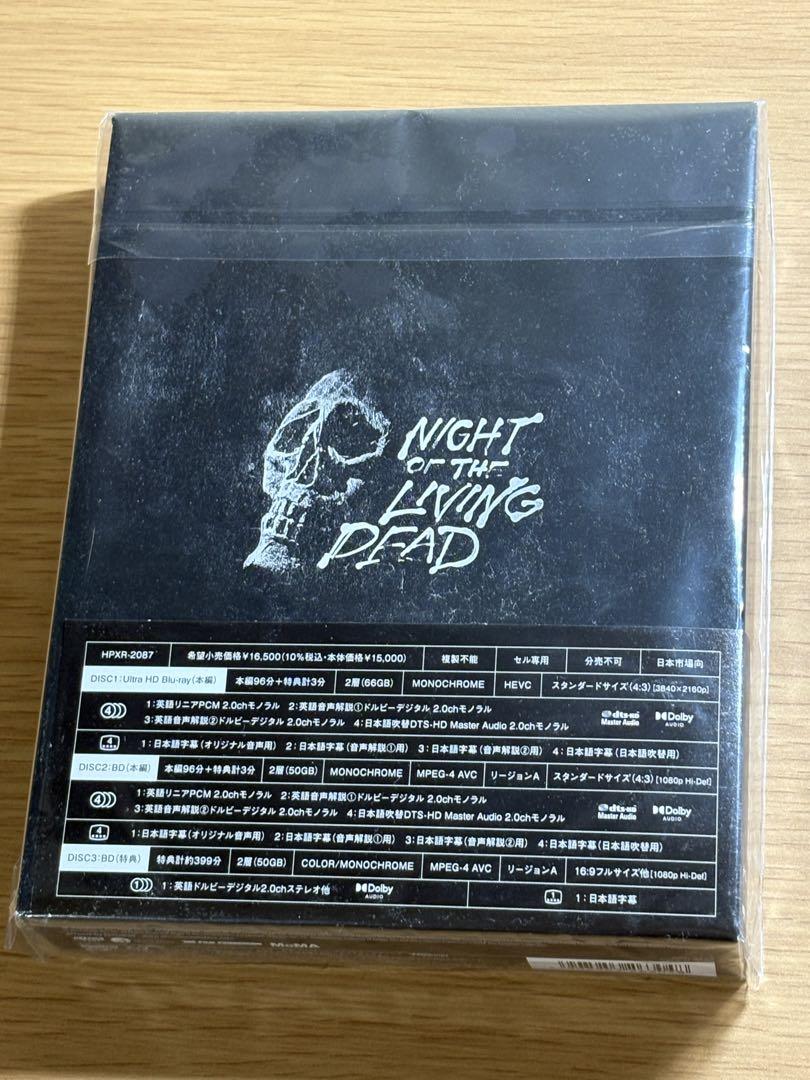 NIGHT
OF THE
LIVING
DEAD
HPXR-2087 希望小売価格¥16,500(10%税込・本体価格¥15,000) 複製不能 セル専用 分売不可 日本市場向
DISC1:Ultra HD Blu-ray(本編) 本編96分+特典計3分 2層(66GB) MONOCHROME HEVC スタンダードサイズ(4:3)[3840×2160p]
4))) 1:英語リニアPCM 2.0chモノラル 2:英語音声解説①ドルビーデジタル 2.0chモノラル
3:英語音声解説②ドルビーデジタル 2.0chモノラル 4:日本語吹替DTS-HD Master Audio 2.0chモノラル dts-HD Master Audio Dolby AUDIO
4 1:日本語字幕(オリジナル音声用) 2:日本語字幕(音声解説①用) 3:日本語字幕(音声解説②用) 4:日本語字幕(日本語吹替用)
DISC2:BD(本編) 本編96分+特典計3分 2層(50GB) MONOCHROME MPEG-4 AVC リージョンA スタンダードサイズ(4:3)[1080p Hi-Def]
4))) 1:英語リニアPCM 2.0chモノラル 2:英語音声解説①ドルビーデジタル 2.0chモノラル
3:英語音声解説②ドルビーデジタル 2.0chモノラル 4:日本語吹替DTS-HD Master Audio 2.0chモノラル dts-HD Master Audio Dolby AUDIO
4 1:日本語字幕(オリジナル音声用) 2:日本語字幕(音声解説①用) 3:日本語字幕(音声解説②用) 4:日本語字幕(日本語吹替用)
DISC3:BD(特典) 特典計約399分 2層(50GB) COLOR/MONOCHROME MPEG-4 AVC リージョンA 16:9フルサイズ他[1080p Hi-Def]
1))) 1:英語ドルビーデジタル2.0chステレオ他 Dolby AUDIO 1 1:日本語字幕
MoMA